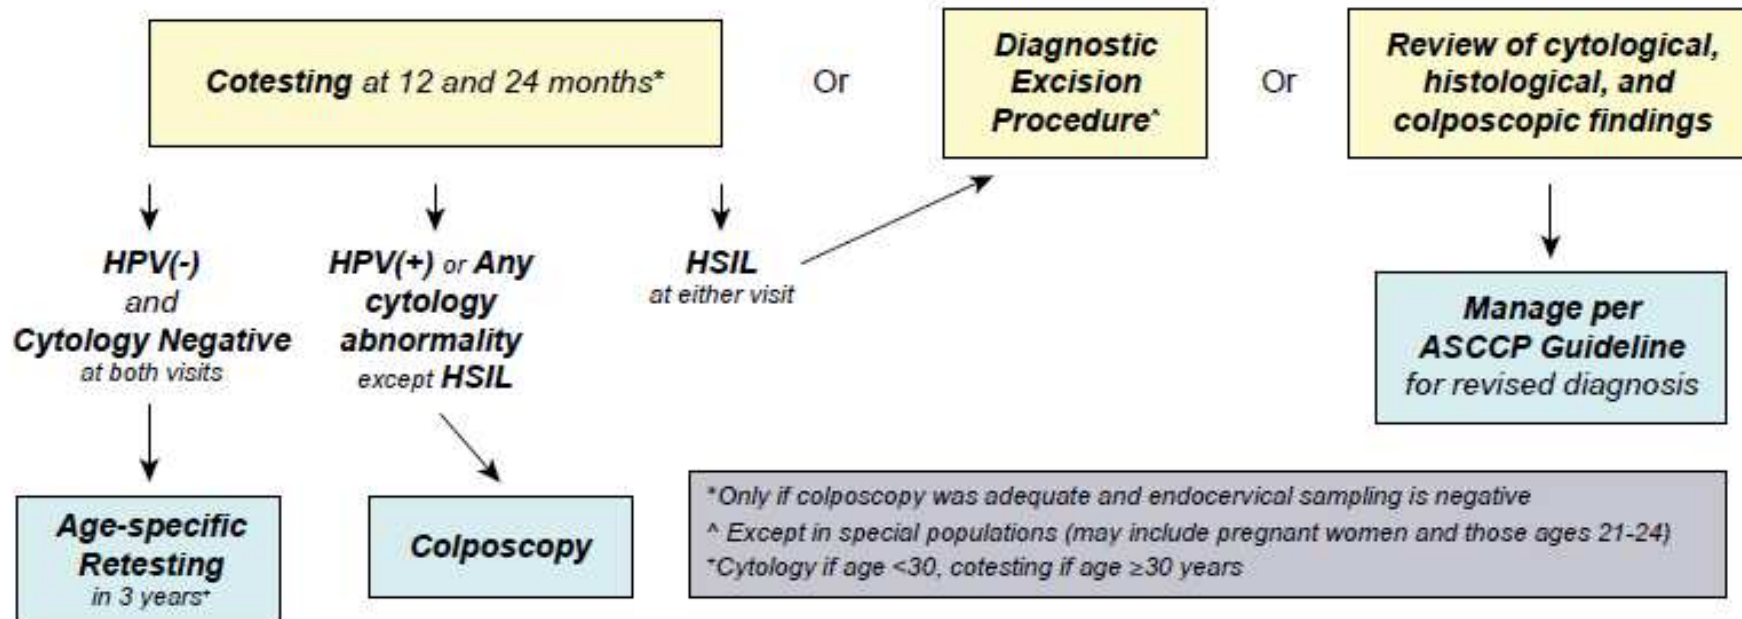 Cotesting at 12 and 24 months*
Or
Diagnostic
Excision
Procedure^
Or
Review of cytological,
histological, and
colposcopic findings
HPV(-)
and
Cytology Negative
at both visits
HPV(+) or Any
cytology
abnormality
except HSIL
HSIL
at either visit
Manage per
ASCCP Guideline
for revised diagnosis
Age-specific
Retesting
in 3 years+
Colposcopy
*Only if colposcopy was adequate and endocervical sampling is negative
^ Except in special populations (may include pregnant women and those ages 21-24)
+Cytology if age <30, cotesting if age ≥30 years